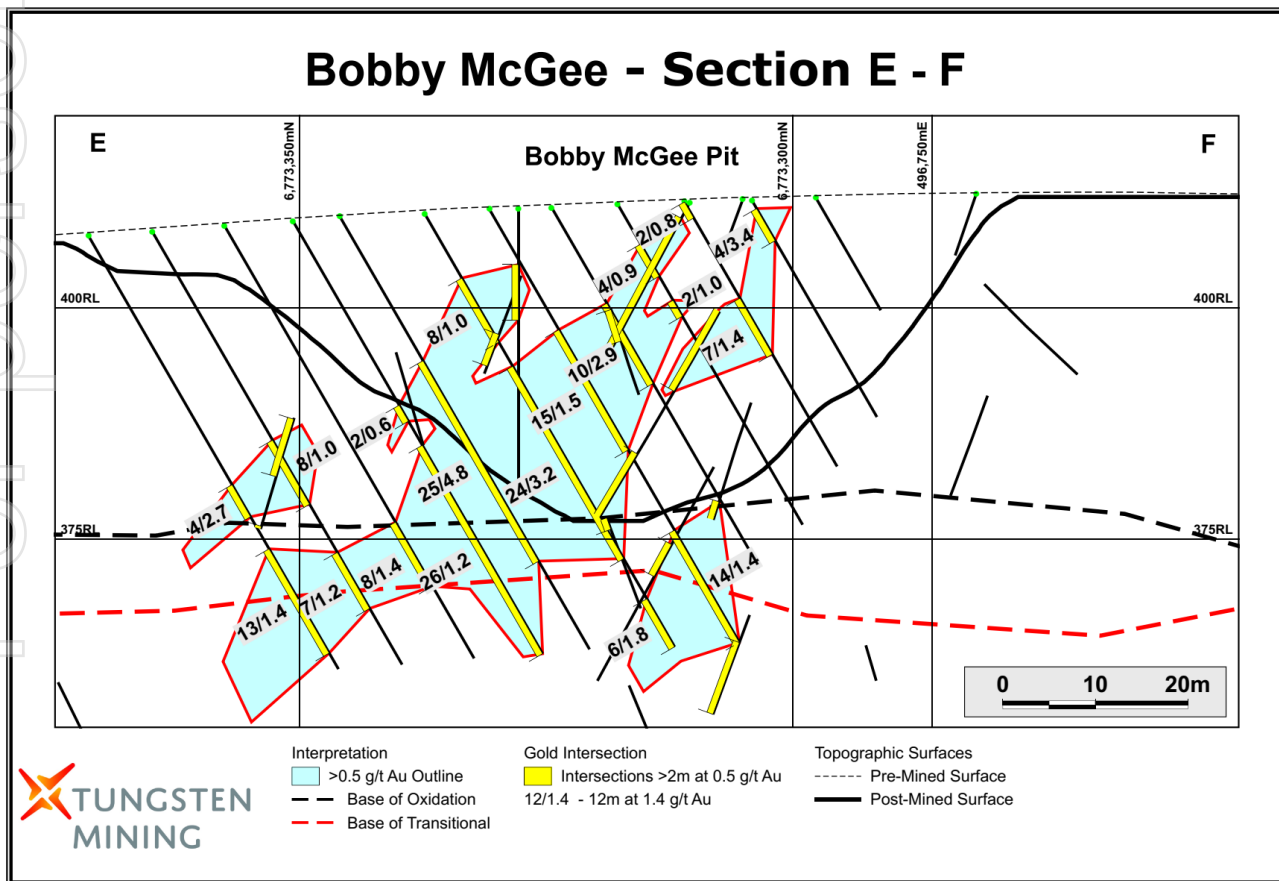 Bobby McGee - Section E - F
E
6,773,350mN
Bobby McGee Pit
6,773,300mN
496,750mE
F
2/0.8
4/3.4
4/0.9
2/1.0
400RL
400RL
8/1.0
7/1.4
10/2.9
15/1.5
2/0.6
8/1.0
25/4.8
24/3.2
4/2.7
375RL
375RL
8/1.4
26/1.2
14/1.4
7/1.2
13/1.4
6/1.8
0 10 20m
Interpretation
>0.5 g/t Au Outline
Base of Oxidation
Base of Transitional
Gold Intersection
Intersections >2m at 0.5 g/t Au
12/1.4 - 12m at 1.4 g/t Au
Topographic Surfaces
Pre-Mined Surface
Post-Mined Surface
TUNGSTEN
MINING